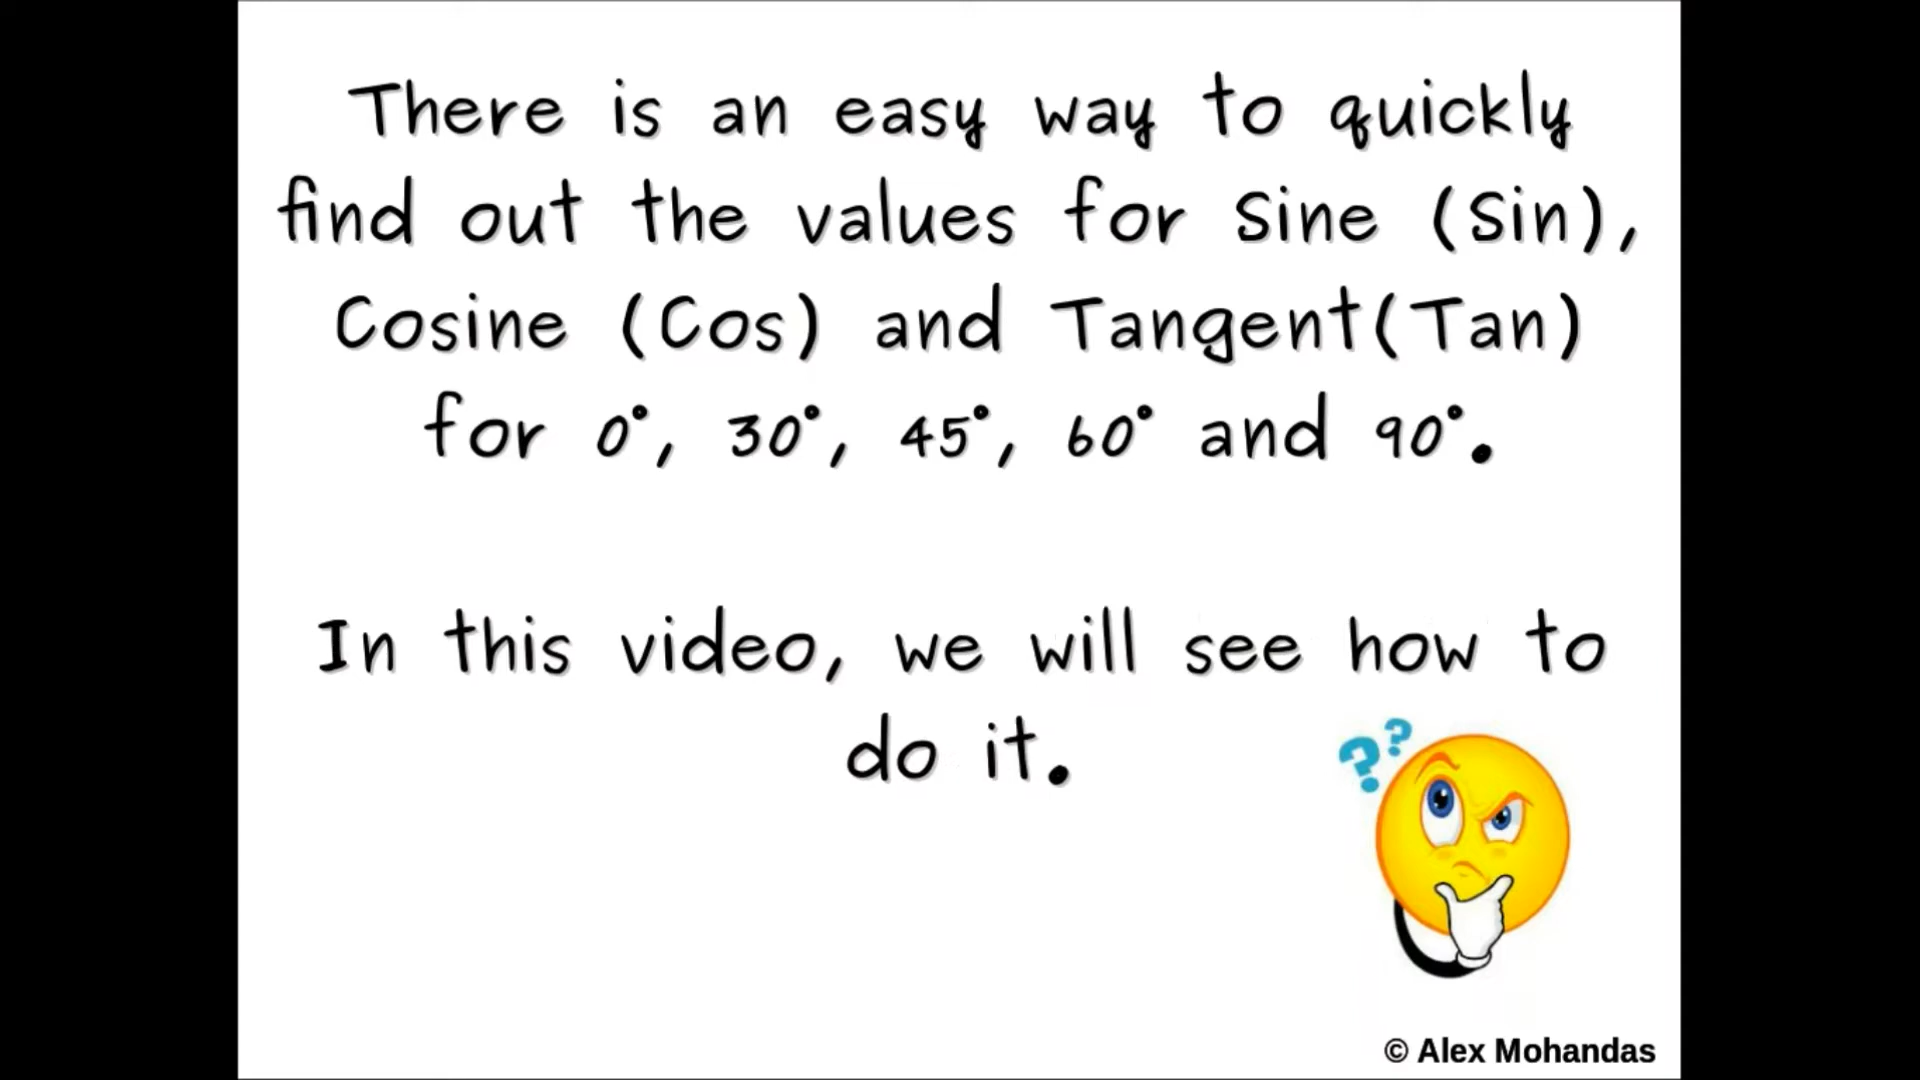 There is an easy way to quickly
find out the values for Sine (Sin),
Cosine (Cos) and Tangent(Tan)
for 0°, 30°, 45°, 60° and 90°.
In this video, we will see how to
do it.
??
© Alex Mohandas